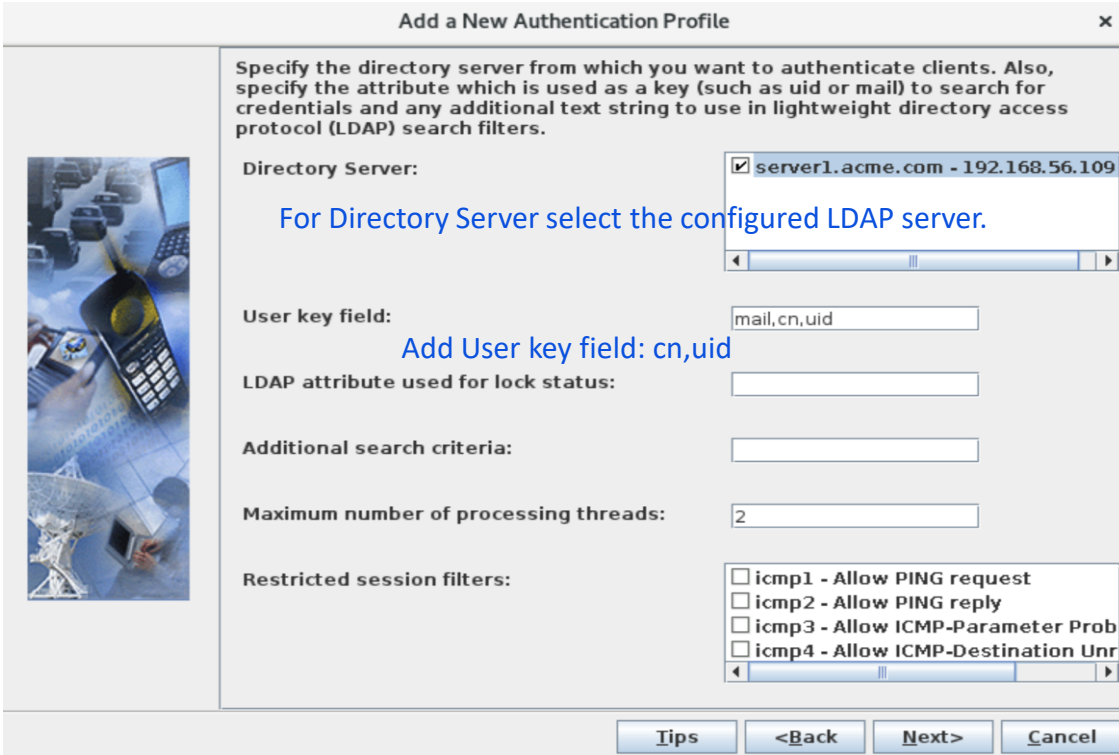 Add a New Authentication Profile
×
Specify the directory server from which you want to authenticate clients. Also,
specify the attribute which is used as a key (such as uid or mail) to search for
credentials and any additional text string to use in lightweight directory access
protocol (LDAP) search filters.
Directory Server:
server1.acme.com - 192.168.56.109
For Directory Server select the configured LDAP server.
User key field:
mail,cn,uid
Add User key field: cn,uid
LDAP attribute used for lock status:
Additional search criteria:
Maximum number of processing threads:
2
Restricted session filters:
icmp1 - Allow PING request
icmp2 - Allow PING reply
icmp3 - Allow ICMP-Parameter Prob
icmp4 - Allow ICMP-Destination Unr
Tips
<Back
Next>
Cancel